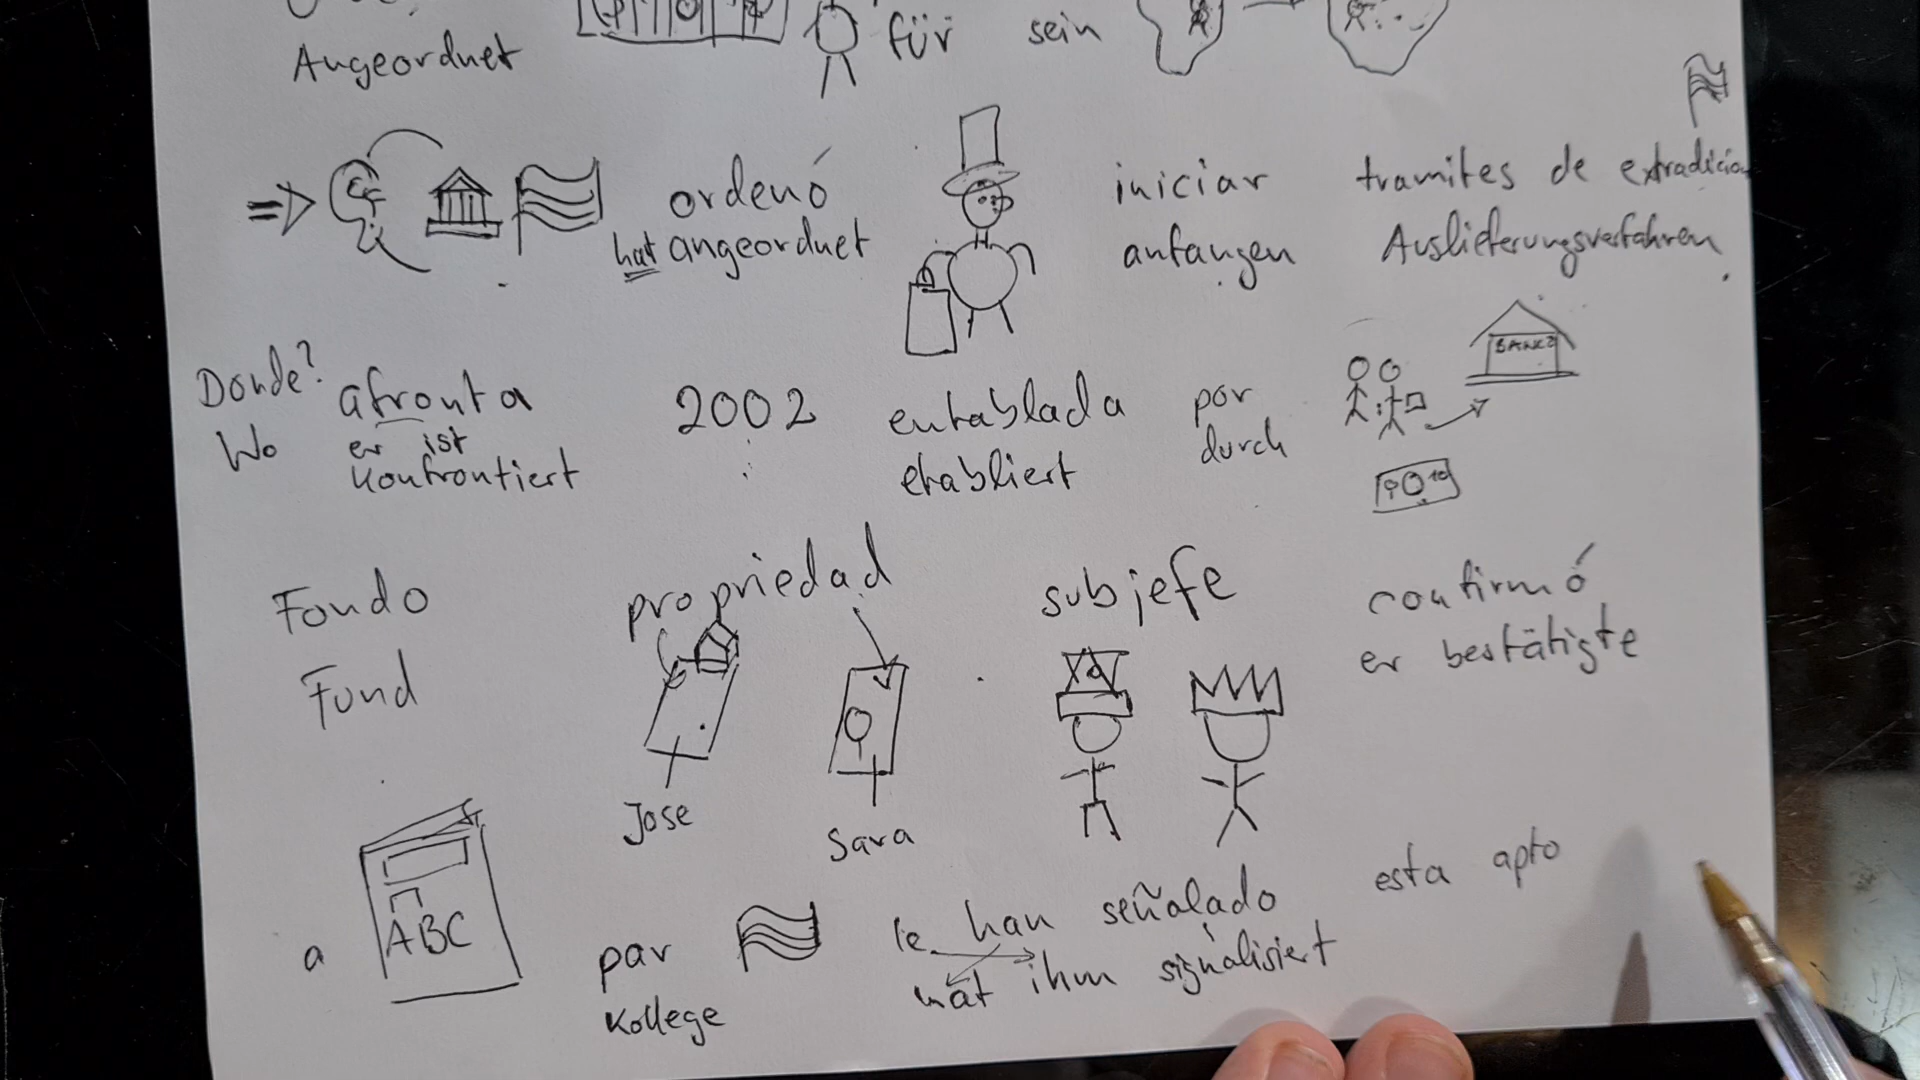 Angeordnet für sein
ordenó iniciar tramites de extradición
hat angeordnet anfangen Auslieferungsverfahren
Donde? afronta 2002 entablada por
Wo er ist konfrontiert etabliert durch
BANCO
10
Fondo propriedad subjefe confirmó
Fund er bestätigte
Jose Sara
a ABC par le han señalado esta apto
Kollege hat ihm signalisiert